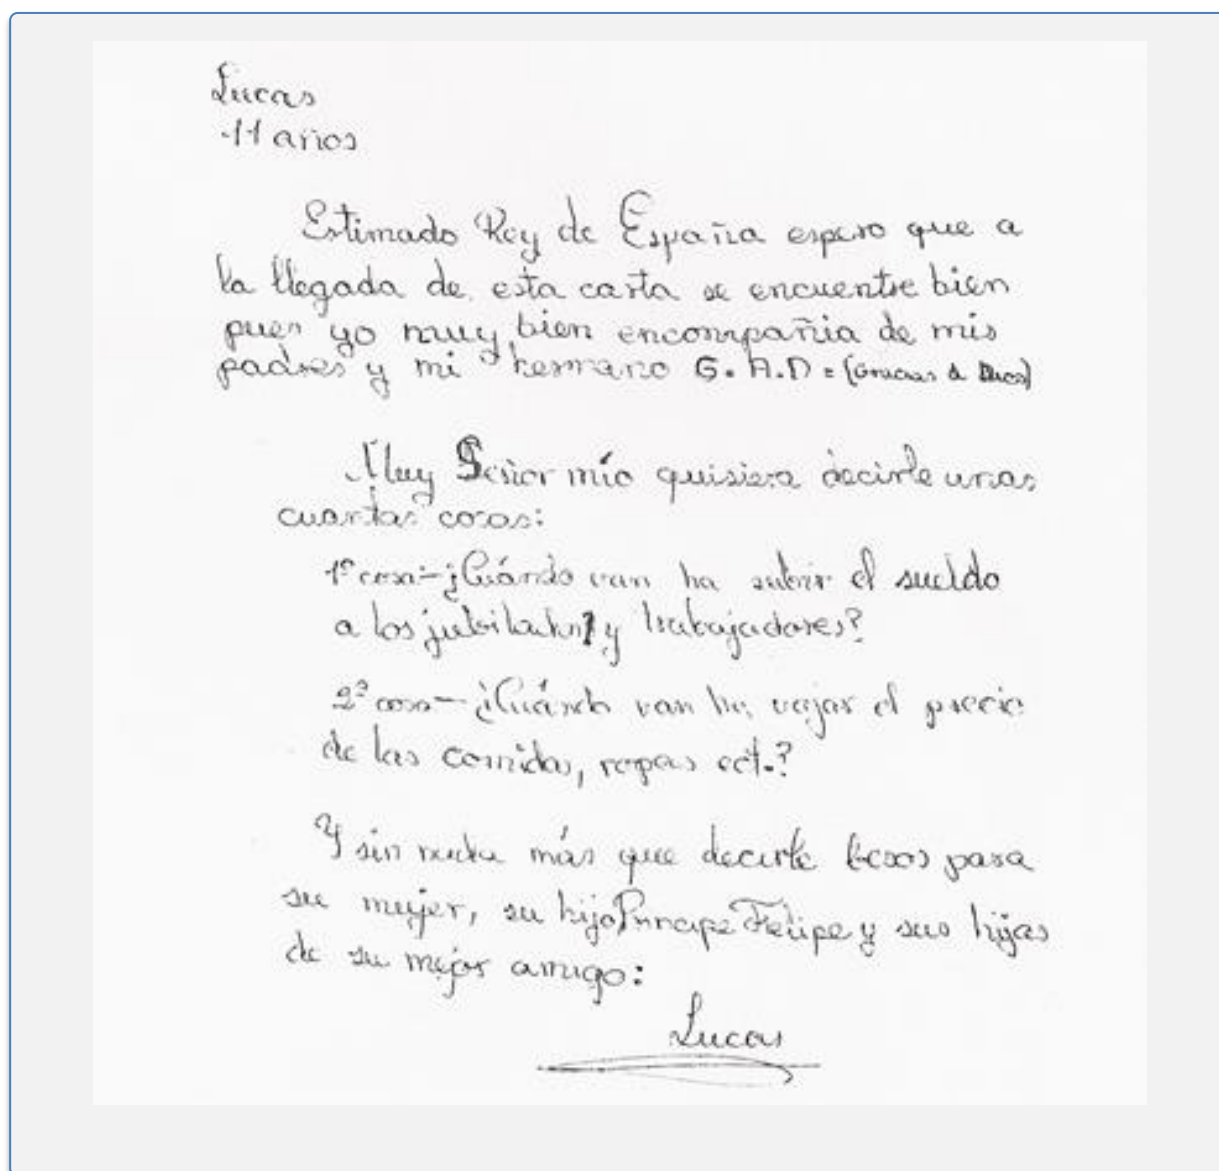 Lucas
11 años
Estimado Rey de España espero que a
la llegada de esta carta se encuentre bien
pues yo muy bien encompañia de mis
padres y mi hermano G.A.D = (Gracias a Dios)
Muy Señor mío quisiera decirle unas
cuantas cosas:
1ª cosa-¿Cuándo van ha subir el sueldo
a los jubilados y trabajadores?
2ª cosa-¿Cuándo van ha vajar el precio
de las comidas, ropas ect.?
Y sin nada más que decirle besos para
su mujer, su hijo Principe Felipe y sus hijas
de su mejor amigo:
Lucas